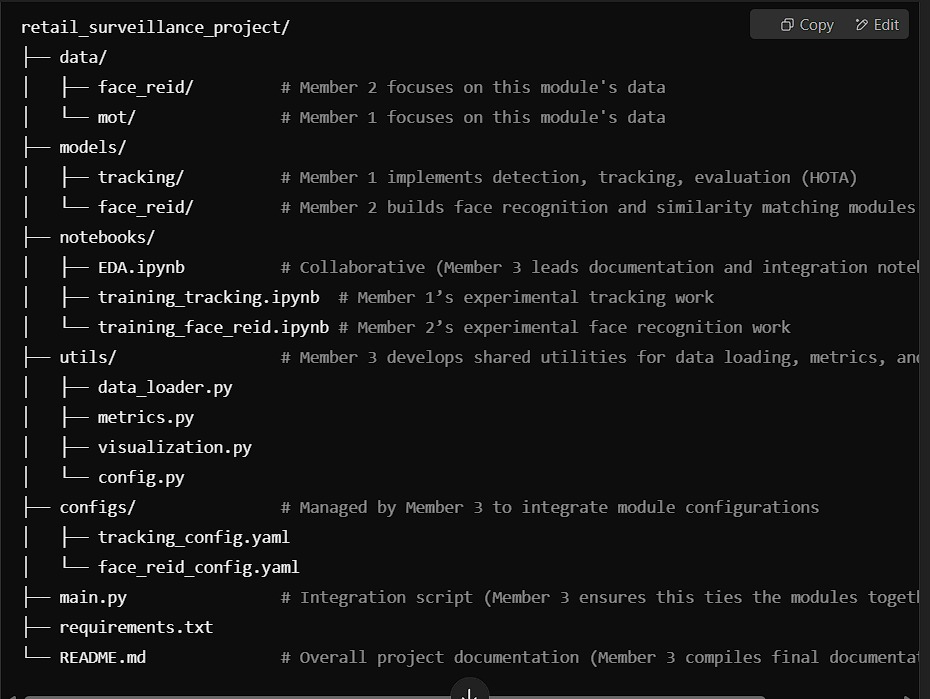 retail_surveillance_project/
Copy Edit
├── data/
│   ├── face_reid/         # Member 2 focuses on this module's data
│   └── mot/               # Member 1 focuses on this module's data
├── models/
│   ├── tracking/          # Member 1 implements detection, tracking, evaluation (HOTA)
│   └── face_reid/         # Member 2 builds face recognition and similarity matching modules
├── notebooks/
│   ├── EDA.ipynb          # Collaborative (Member 3 leads documentation and integration
│   ├── training_tracking.ipynb  # Member 1’s experimental tracking work
│   └── training_face_reid.ipynb # Member 2’s experimental face recognition work
├── utils/                 # Member 3 develops shared utilities for data loading, metrics,
│   ├── data_loader.py
│   ├── metrics.py
│   ├── visualization.py
│   └── config.py
├── configs/               # Managed by Member 3 to integrate module configurations
│   ├── tracking_config.yaml
│   └── face_reid_config.yaml
├── main.py                # Integration script (Member 3 ensures this ties the modules
├── requirements.txt
└── README.md              # Overall project documentation (Member 3 compiles final